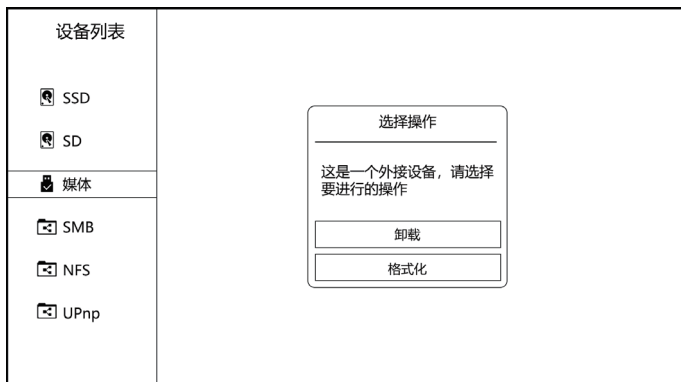 设备列表
SSD
SD
媒体
SMB
NFS
UPnp
选择操作
这是一个外接设备，请选择
要进行的操作
卸载
格式化